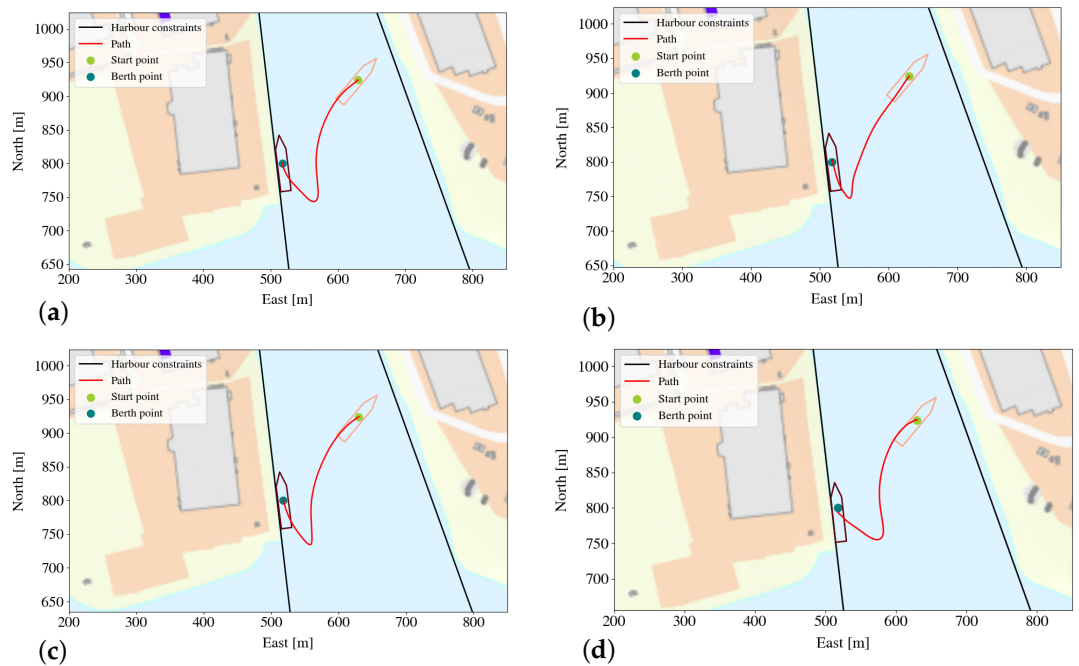 1000
950
900
850
800
750
700
650
North [m]
Harbour constraints
Path
Start point
Berth point
200 300 400 500 600 700 800
East [m]
(a)
1000
950
900
850
800
750
700
650
North [m]
Harbour constraints
Path
Start point
Berth point
200 300 400 500 600 700 800
East [m]
(b)
1000
950
900
850
800
750
700
650
600
North [m]
Harbour constraints
Path
Start point
Berth point
200 300 400 500 600 700 800
East [m]
(c)
1000
950
900
850
800
750
700
North [m]
Harbour constraints
Path
Start point
Berth point
200 300 400 500 600 700 800
East [m]
(d)